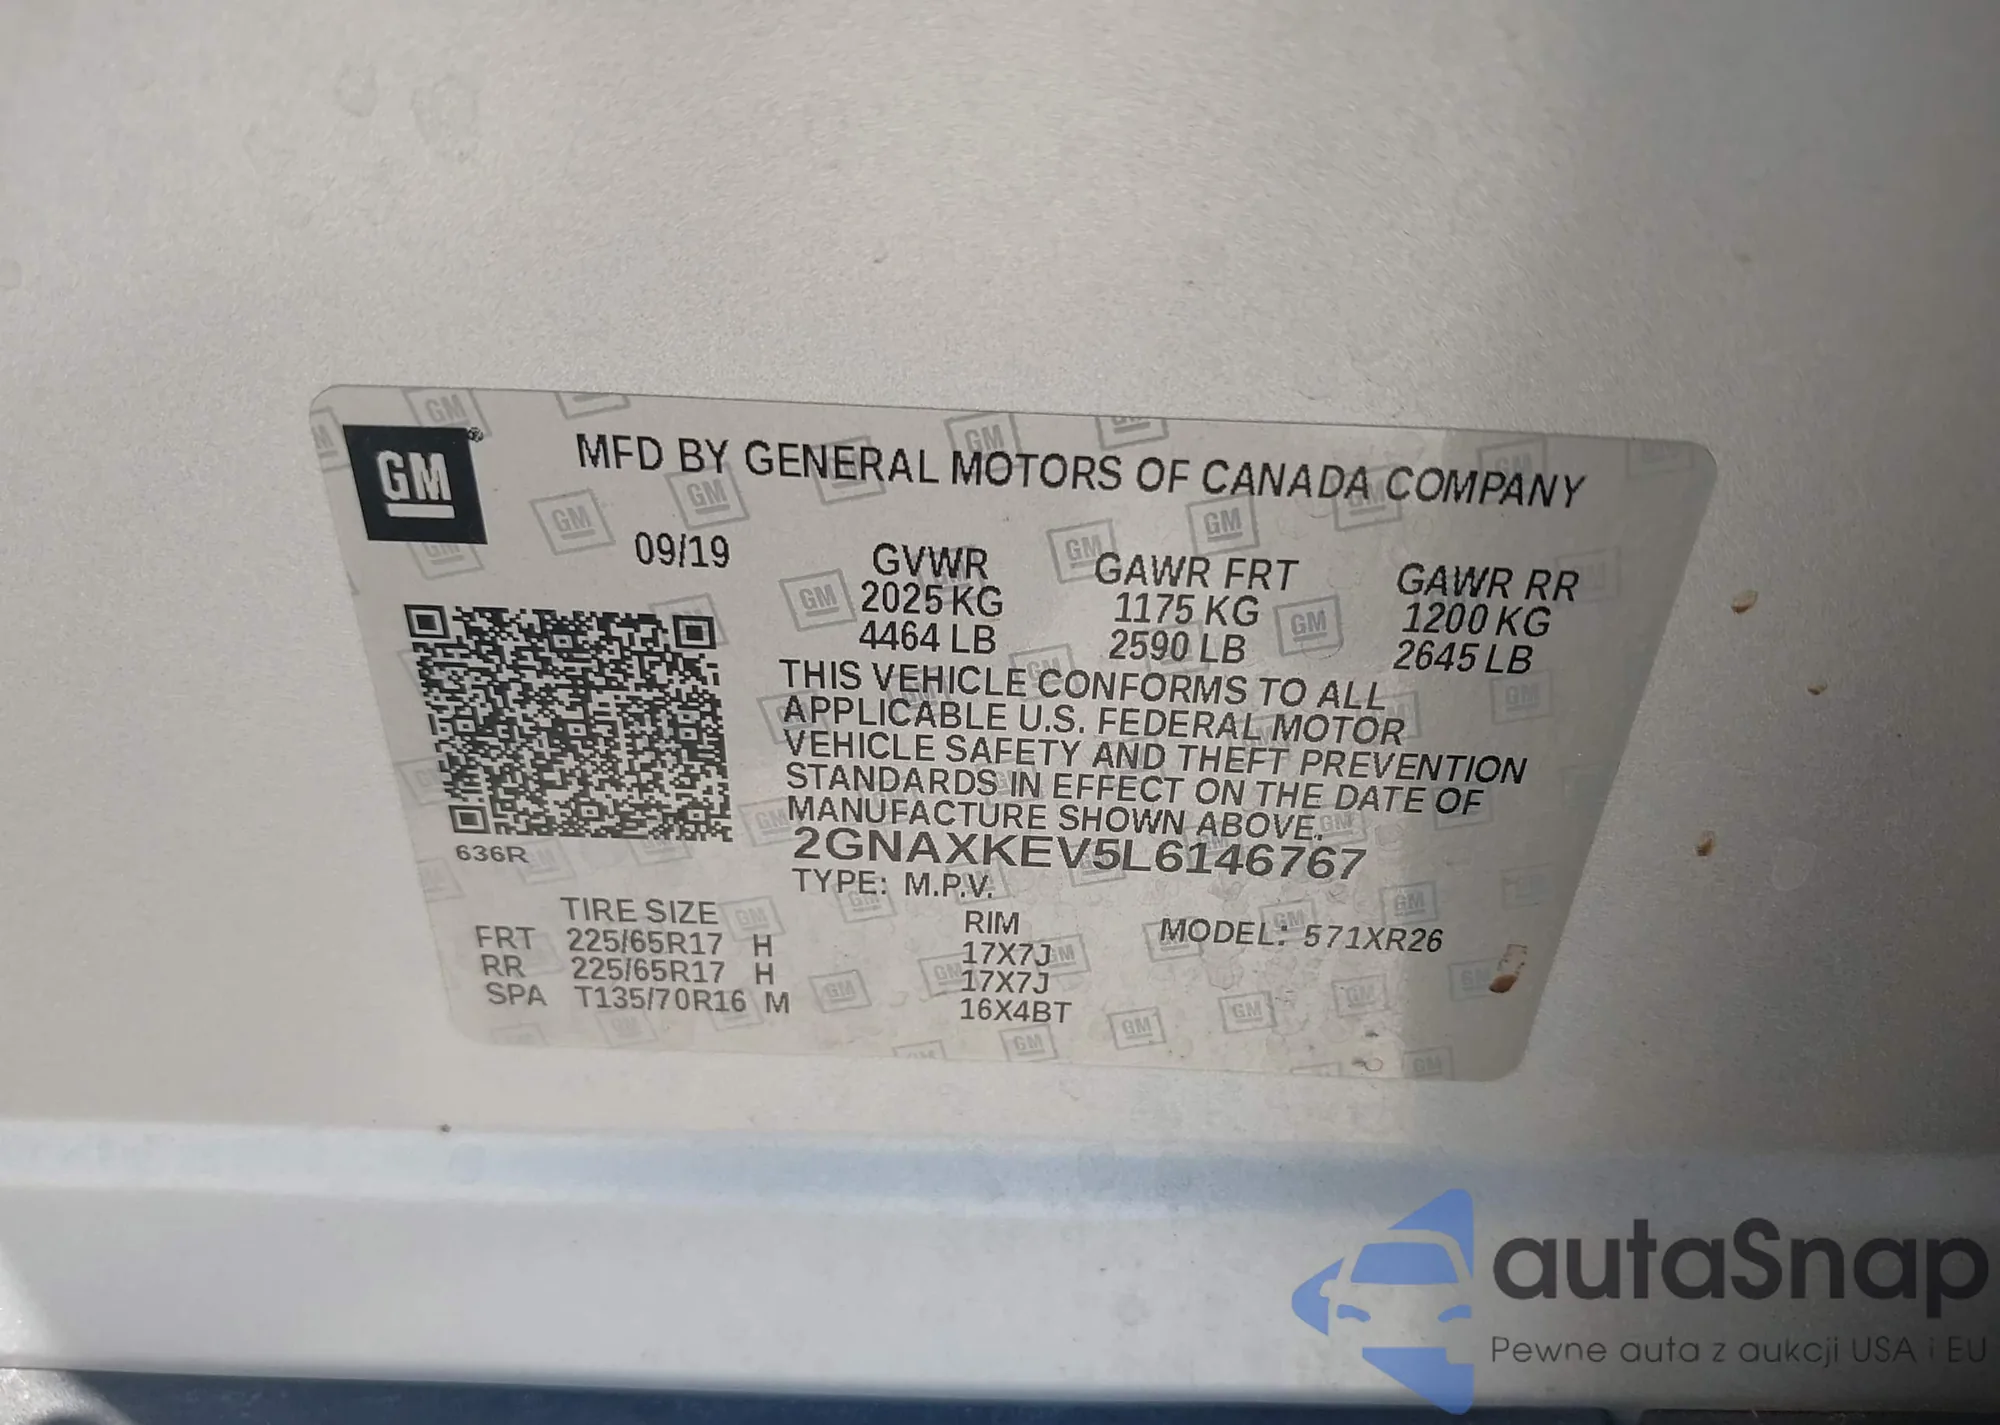 GM®
MFD BY GENERAL MOTORS OF CANADA COMPANY
09/19
GVWR GAWR FRT GAWR RR
2025 KG 1175 KG 1200 KG
4464 LB 2590 LB 2645 LB
THIS VEHICLE CONFORMS TO ALL
APPLICABLE U.S. FEDERAL MOTOR
VEHICLE SAFETY AND THEFT PREVENTION
STANDARDS IN EFFECT ON THE DATE OF
MANUFACTURE SHOWN ABOVE.
2GNAXKEV5L6146767
636R
TYPE: M.P.V.
TIRE SIZE RIM MODEL: 571XR26
FRT 225/65R17 H 17X7J
RR 225/65R17 H 17X7J
SPA T135/70R16 M 16X4BT
autaSnap
Pewne auta z aukcji USA i EU